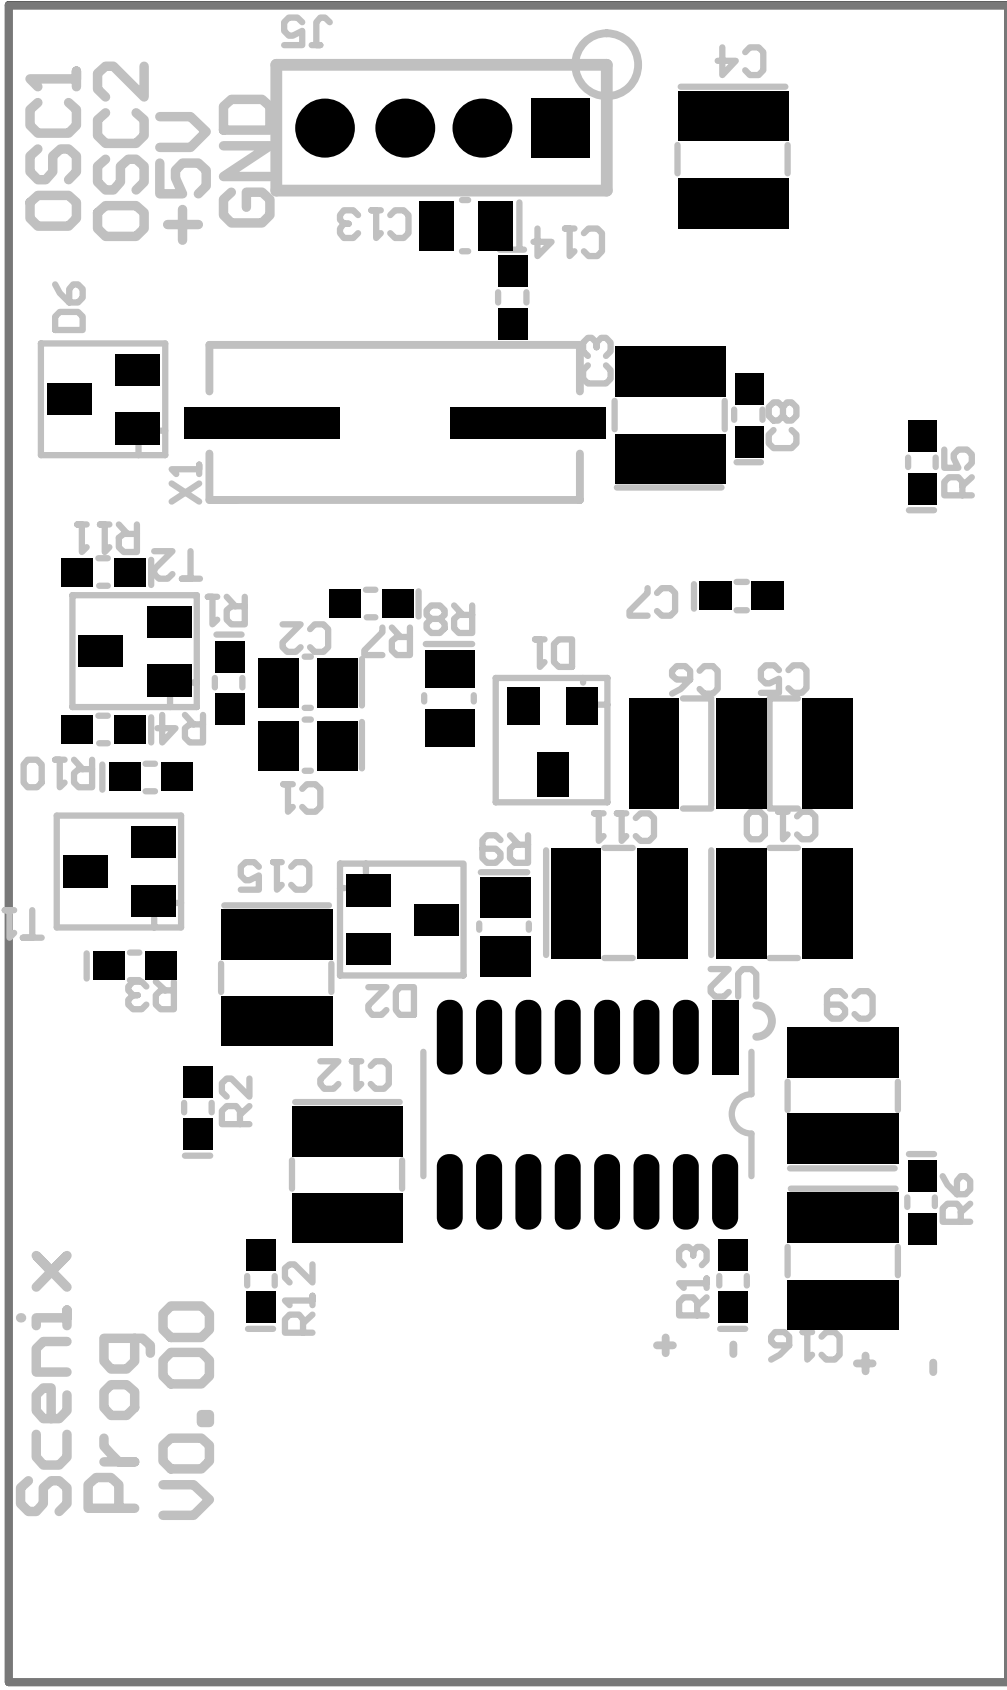 J5
C4
OSC1
OSC2
+5V
GND
C13
C14
D6
C3
C8
X1
R5
R11
T2
R1
C7
R8
C2
R7
D1
C6
C5
R4
R10
C1
C11
C10
R9
C15
T1
R3
D2
U2
C9
C12
R2
R6
R12
R13
C16
+
-
+
-
Scenix
Prog
V0.00